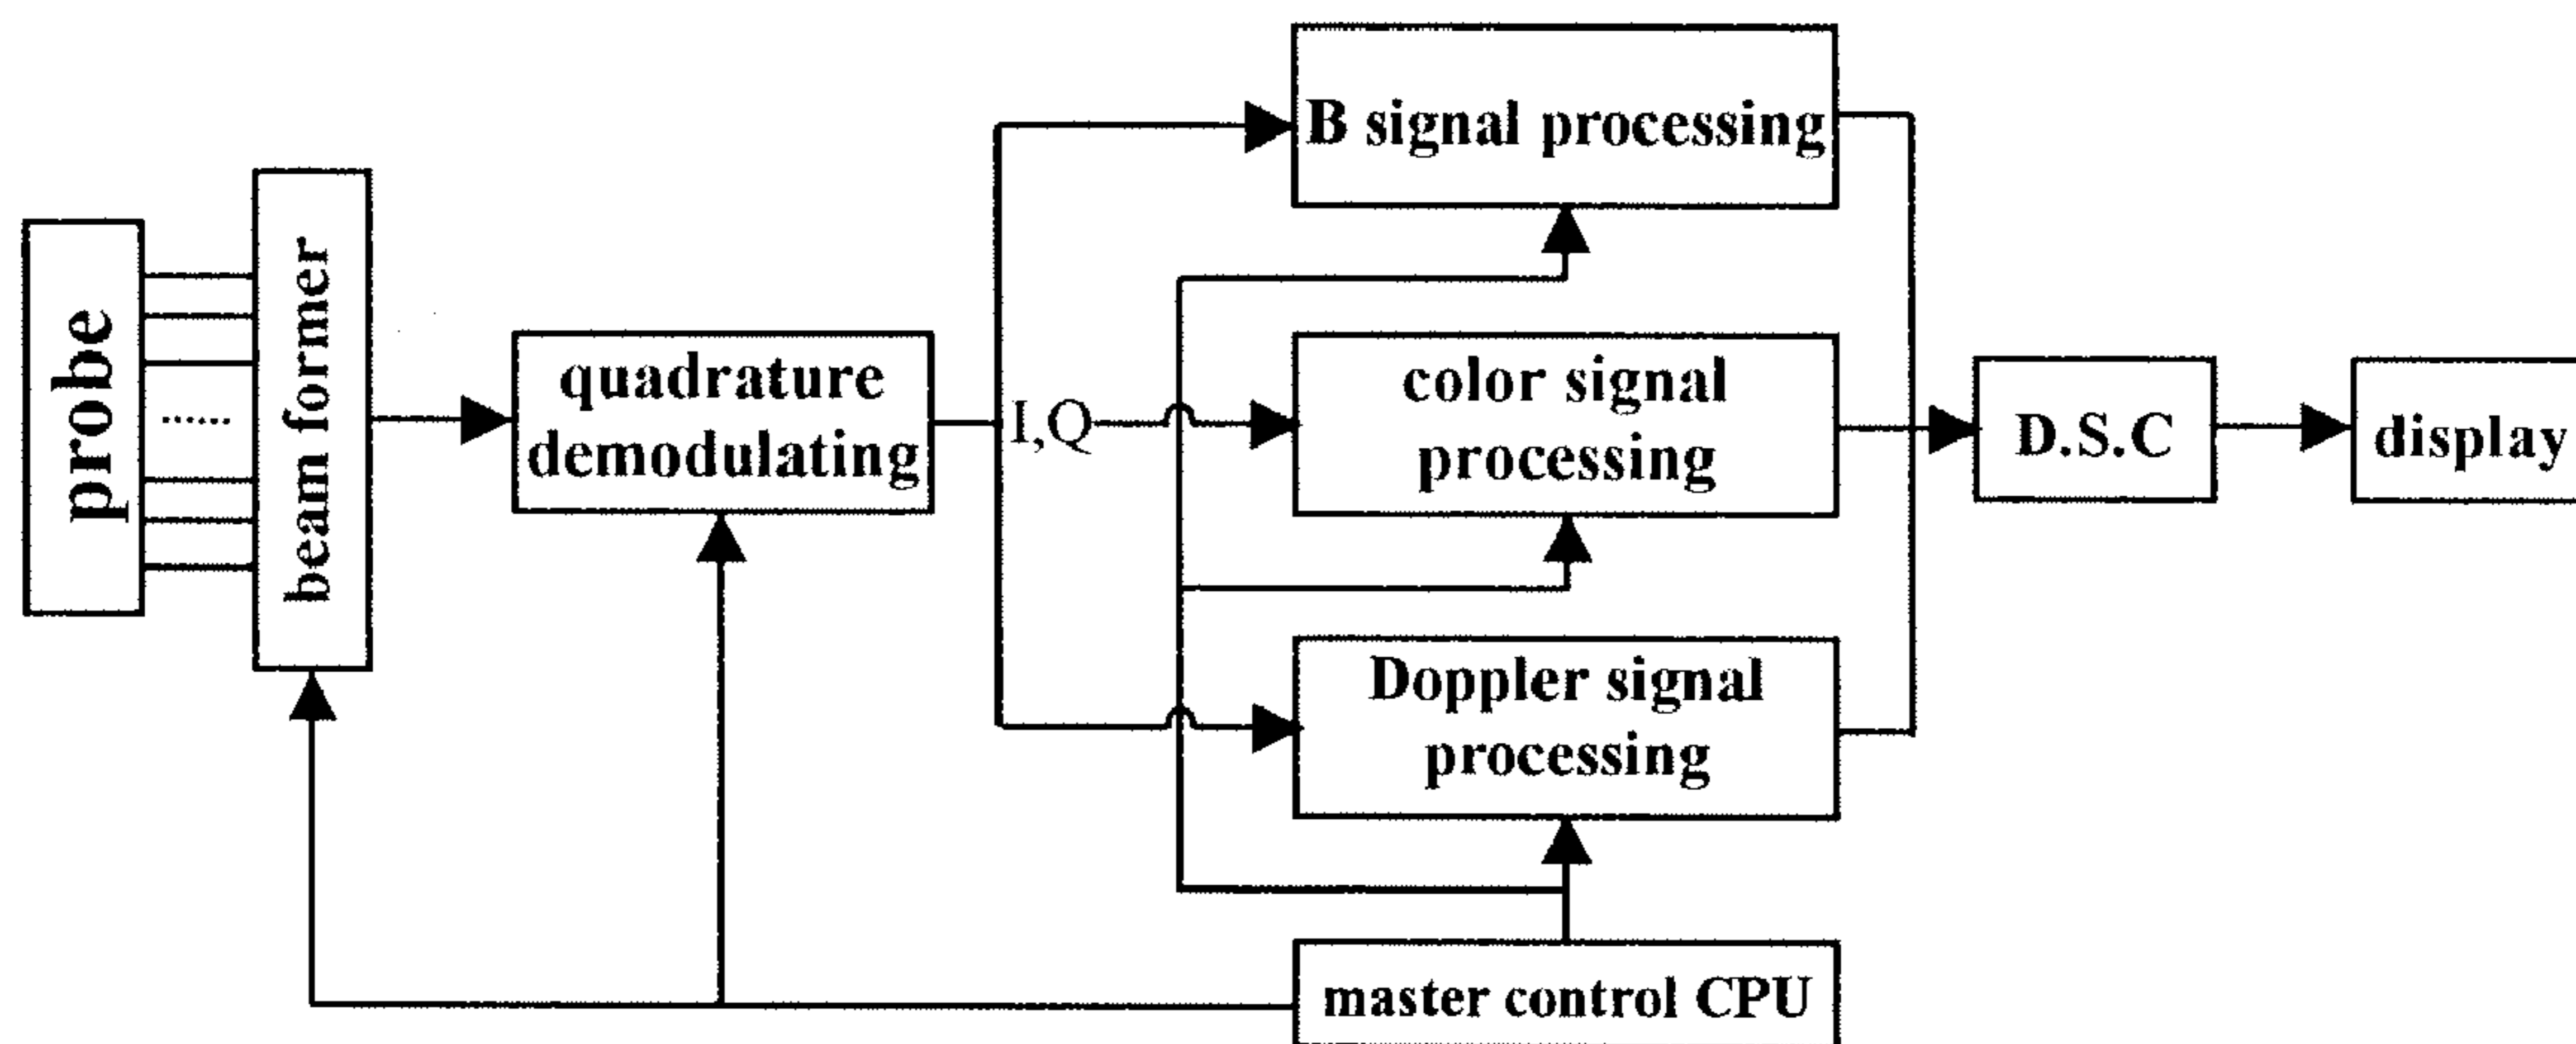 probe
......
beam former
quadrature
demodulating
I,Q
B signal processing
color signal
processing
Doppler signal
processing
master control CPU
D.S.C
display